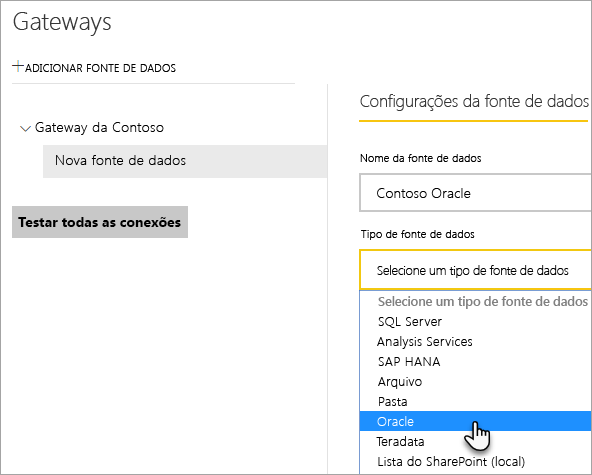 Gateways
+ADICIONAR FONTE DE DADOS
Gateway da Contoso
Nova fonte de dados
Testar todas as conexões
Configurações da fonte de dados
Nome da fonte de dados
Contoso Oracle
Tipo de fonte de dados
Selecione um tipo de fonte de dados
Selecione um tipo de fonte de dados
SQL Server
Analysis Services
SAP HANA
Arquivo
Pasta
Oracle
Teradata
Lista do SharePoint (local)